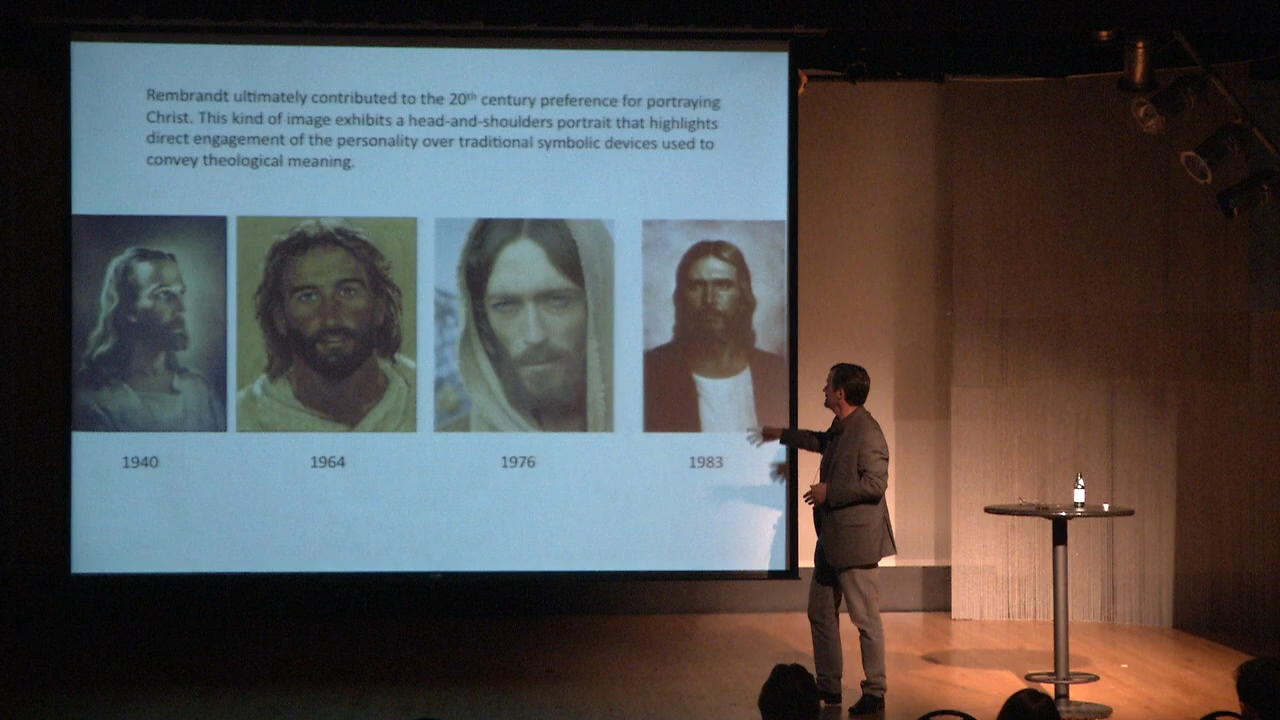 Rembrandt ultimately contributed to the 20th century preference for portraying
Christ. This kind of image exhibits a head-and-shoulders portrait that highlights
direct engagement of the personality over traditional symbolic devices used to
convey theological meaning.
1940 1964 1976 1983